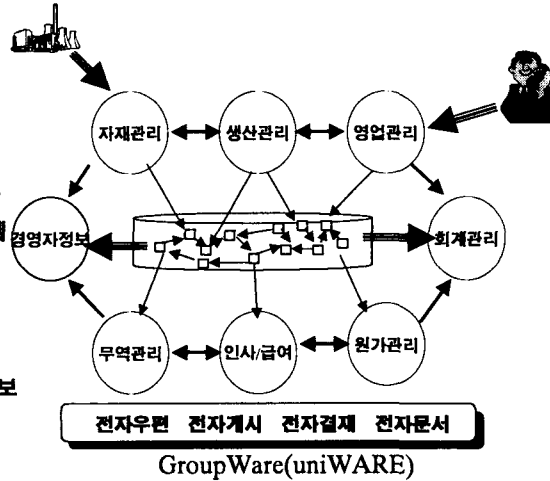 자재관리 생산관리 영업관리
경영자정보 회계관리
무역관리 인사/급여 원가관리
보
전자우편 전자게시 전자결재 전자문서
GroupWare(uniWARE)